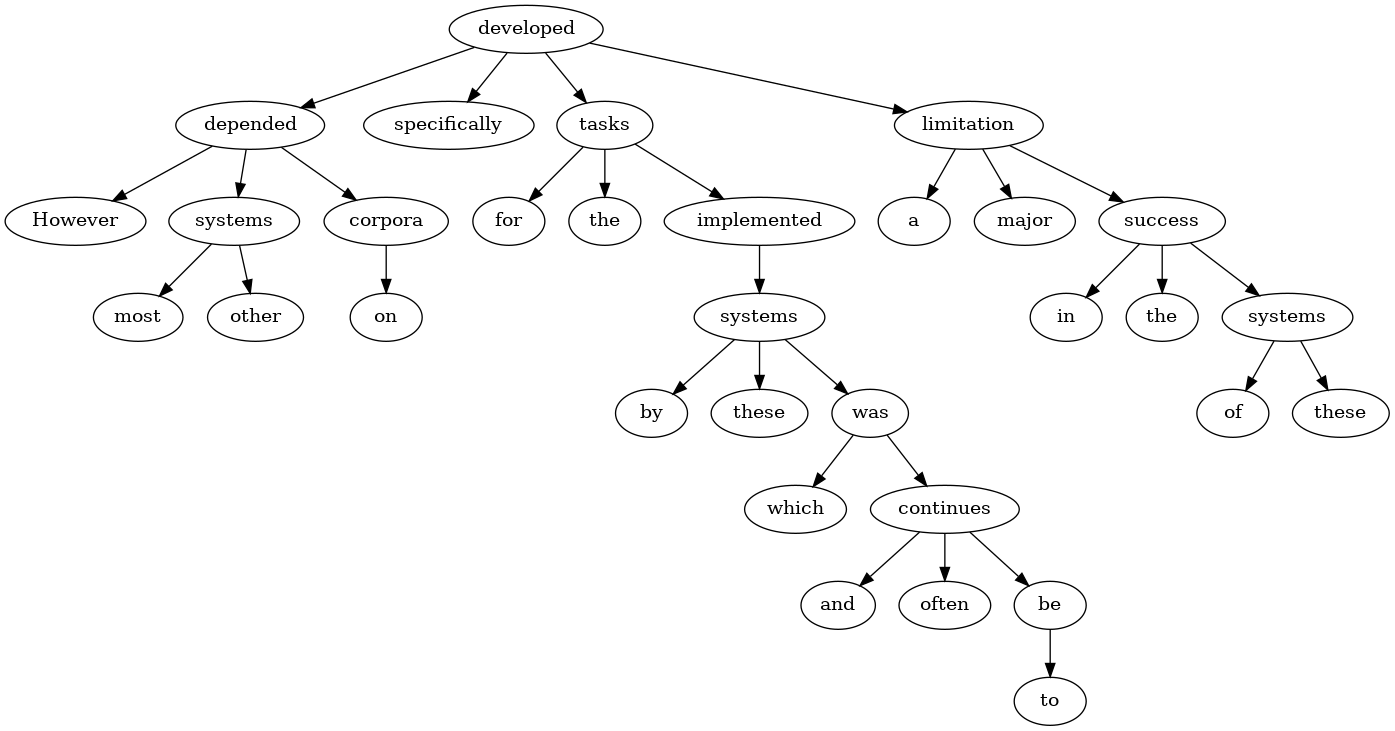 developed
depended specifically tasks limitation
However systems corpora for the implemented a major success
most other on systems in the systems
by these was of these
which continues
and often be
to